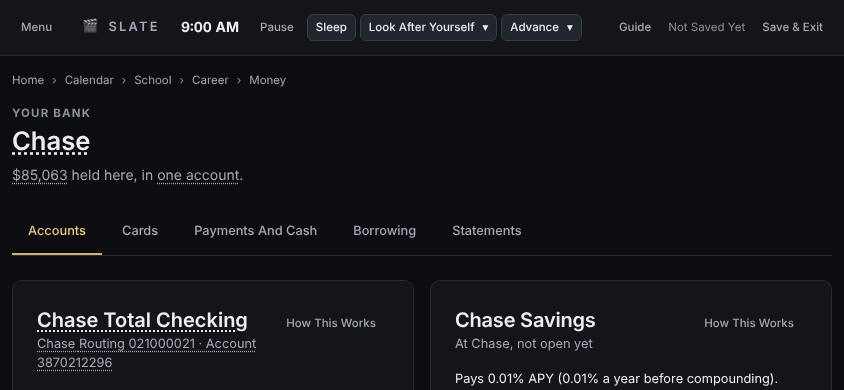 Menu 🎬 SLATE 9:00 AM Pause Sleep Look After Yourself ▾ Advance ▾ Guide Not Saved Yet Save & Exit
Home › Calendar › School › Career › Money
YOUR BANK
Chase
$85,063 held here, in one account.
Accounts Cards Payments And Cash Borrowing Statements
Chase Total Checking How This Works
Chase Routing 021000021 · Account
3870212296
Chase Savings How This Works
At Chase, not open yet
Pays 0.01% APY (0.01% a year before compounding).